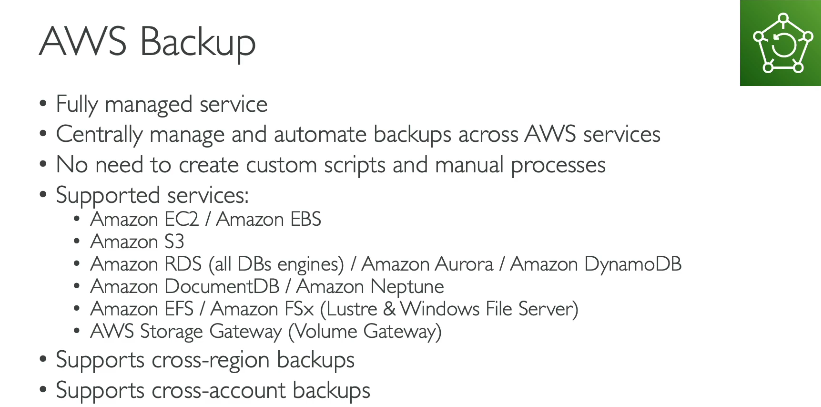 AWS Backup
• Fully managed service
• Centrally manage and automate backups across AWS services
• No need to create custom scripts and manual processes
• Supported services:
• Amazon EC2 / Amazon EBS
• Amazon S3
• Amazon RDS (all DBs engines) / Amazon Aurora / Amazon DynamoDB
• Amazon DocumentDB / Amazon Neptune
• Amazon EFS / Amazon FSx (Lustre & Windows File Server)
• AWS Storage Gateway (Volume Gateway)
• Supports cross-region backups
• Supports cross-account backups